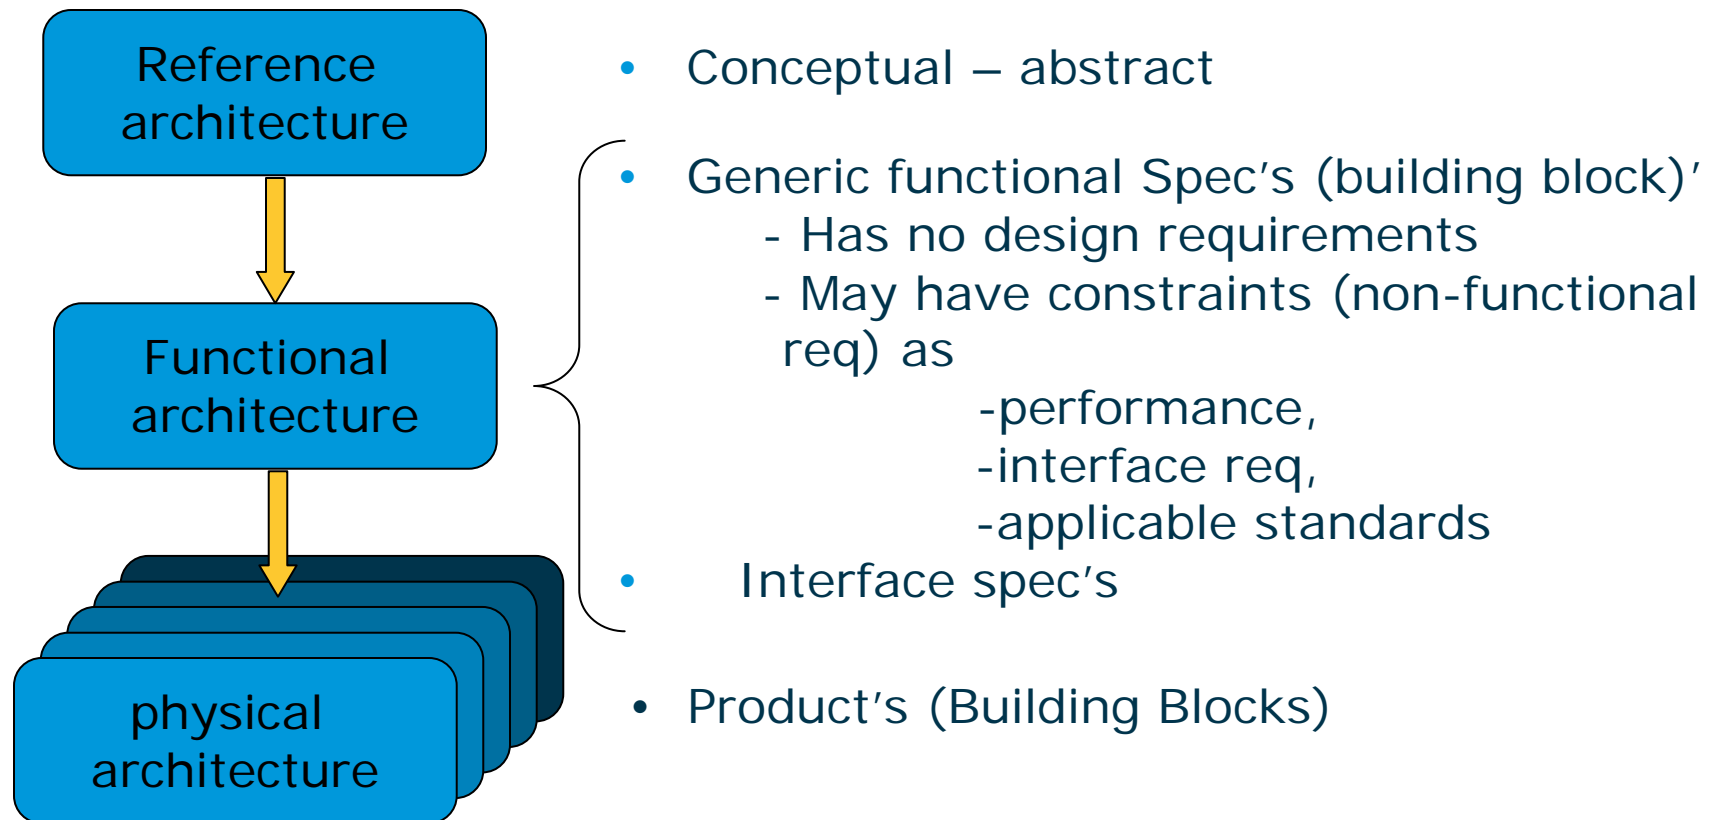 Reference
architecture
• Conceptual – abstract
• Generic functional Spec's (building block)'
- Has no design requirements
- May have constraints (non-functional
req) as
-performance,
-interface req,
-applicable standards
• Interface spec's
Functional
architecture
• Product's (Building Blocks)
physical
architecture